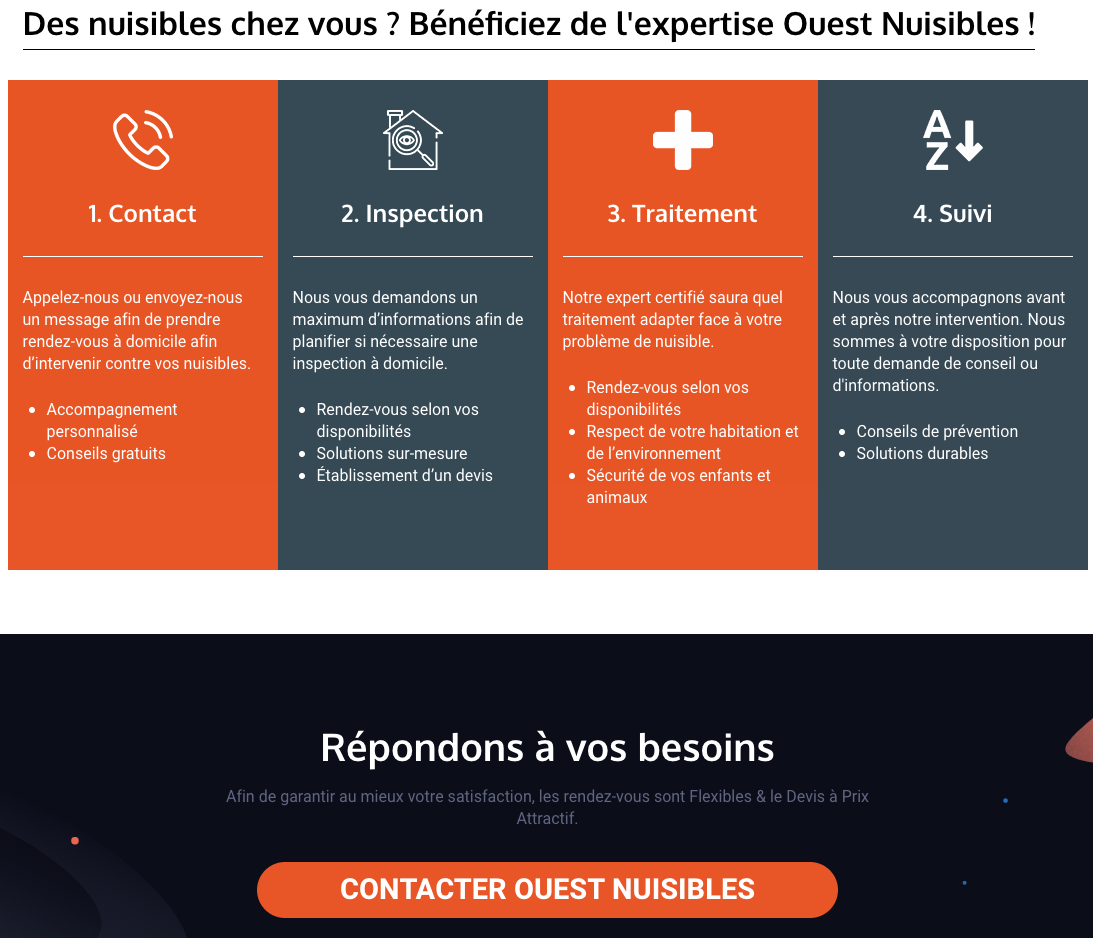 Des nuisibles chez vous ? Bénéficiez de l'expertise Ouest Nuisibles !
1. Contact
Appelez-nous ou envoyez-nous
un message afin de prendre
rendez-vous à domicile afin
d’intervenir contre vos nuisibles.
Accompagnement
personnalisé
Conseils gratuits
2. Inspection
Nous vous demandons un
maximum d’informations afin de
planifier si nécessaire une
inspection à domicile.
Rendez-vous selon vos
disponibilités
Solutions sur-mesure
Établissement d’un devis
3. Traitement
Notre expert certifié saura quel
traitement adapter face à votre
problème de nuisible.
Rendez-vous selon vos
disponibilités
Respect de votre habitation et
de l’environnement
Sécurité de vos enfants et
animaux
A
Z
4. Suivi
Nous vous accompagnons avant
et après notre intervention. Nous
sommes à votre disposition pour
toute demande de conseil ou
d'informations.
Conseils de prévention
Solutions durables
Répondons à vos besoins
Afin de garantir au mieux votre satisfaction, les rendez-vous sont Flexibles & le Devis à Prix
Attractif.
CONTACTER OUEST NUISIBLES